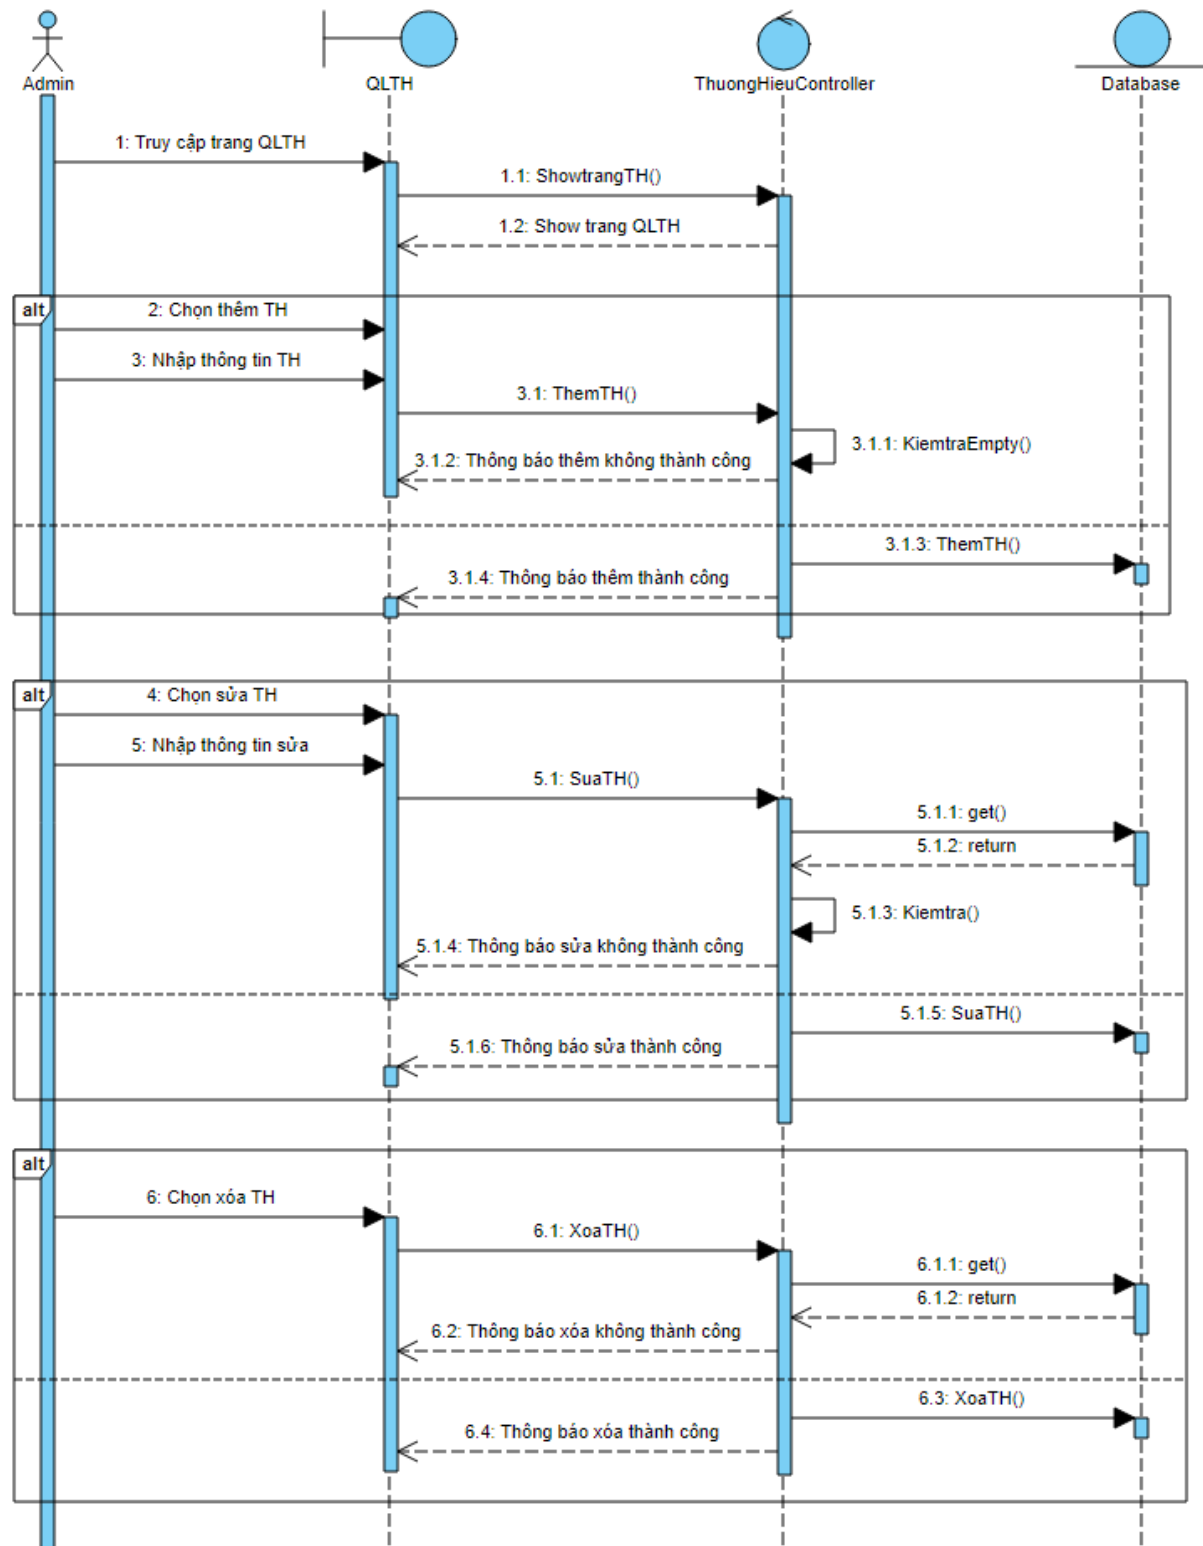 Admin
QLTH
ThuongHieuController
Database
1: Truy cập trang QLTH
1.1: ShowtrangTH()
1.2: Show trang QLTH
alt
2: Chọn thêm TH
3: Nhập thông tin TH
3.1: ThemTH()
3.1.1: KiemtraEmpty()
3.1.2: Thông báo thêm không thành công
3.1.3: ThemTH()
3.1.4: Thông báo thêm thành công
alt
4: Chọn sửa TH
5: Nhập thông tin sửa
5.1: SuaTH()
5.1.1: get()
5.1.2: return
5.1.3: Kiemtra()
5.1.4: Thông báo sửa không thành công
5.1.5: SuaTH()
5.1.6: Thông báo sửa thành công
alt
6: Chọn xóa TH
6.1: XoaTH()
6.1.1: get()
6.1.2: return
6.2: Thông báo xóa không thành công
6.3: XoaTH()
6.4: Thông báo xóa thành công